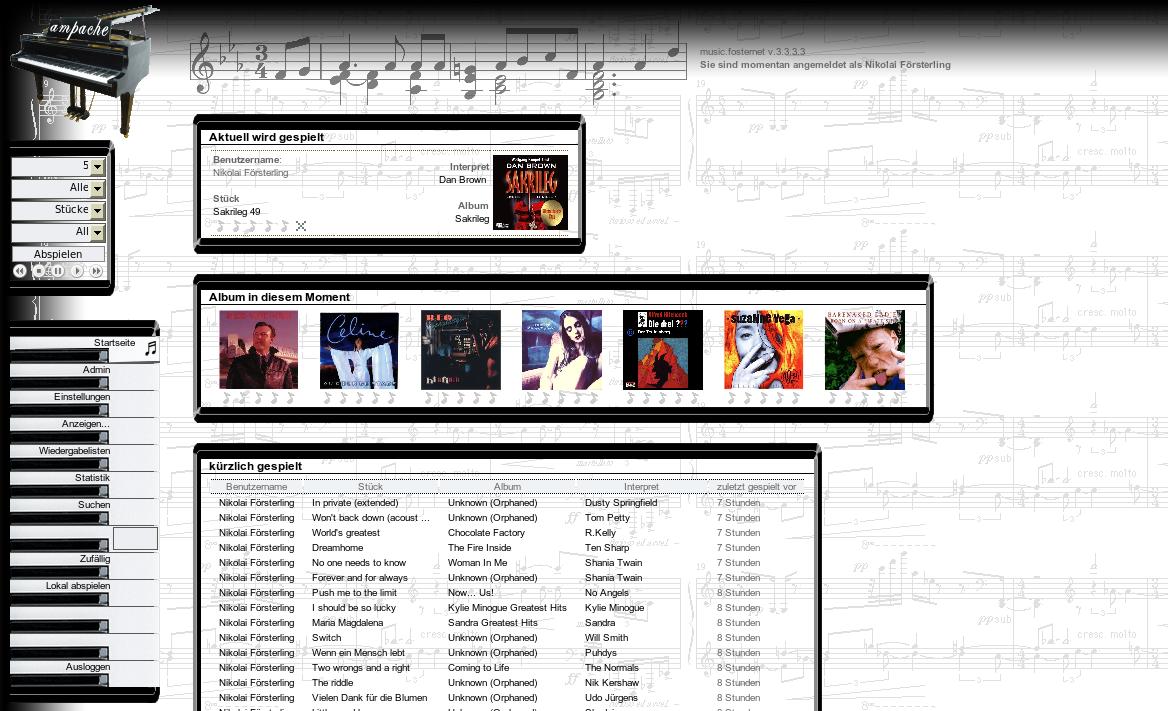 ampache
music.fosternet v.3.3.3.3
Sie sind momentan angemeldet als Nikolai Försterling
5
Alle
Stücke
All
Abspielen
Startseite
Admin
Einstellungen
Anzeigen...
Wiedergabelisten
Statistik
Suchen
Zufällig
Lokal abspielen
Ausloggen
Aktuell wird gespielt
Benutzername:
Nikolai Försterling
Stück
Sakrileg 49
Interpret
Dan Brown
Album
Sakrileg
DAN BROWN
SAKRILEG
Album in diesem Moment
Celine
REO
Die drei ???
suzanne Vega
BARENAKED LADIES
BORN ON A PIRATE SHIP
kürzlich gespielt
Benutzername Stück Album Interpret zuletzt gespielt vor
Nikolai Försterling In private (extended) Unknown (Orphaned) Dusty Springfield 7 Stunden
Nikolai Försterling Won't back down (acoust ... Unknown (Orphaned) Tom Petty 7 Stunden
Nikolai Försterling World's greatest Chocolate Factory R.Kelly 7 Stunden
Nikolai Försterling Dreamhome The Fire Inside Ten Sharp 7 Stunden
Nikolai Försterling No one needs to know Woman In Me Shania Twain 7 Stunden
Nikolai Försterling Forever and for always Unknown (Orphaned) Shania Twain 7 Stunden
Nikolai Försterling Push me to the limit Now... Us! No Angels 8 Stunden
Nikolai Försterling I should be so lucky Kylie Minogue Greatest Hits Kylie Minogue 8 Stunden
Nikolai Försterling Maria Magdalena Sandra Greatest Hits Sandra 8 Stunden
Nikolai Försterling Switch Unknown (Orphaned) Will Smith 8 Stunden
Nikolai Försterling Wenn ein Mensch lebt Unknown (Orphaned) Puhdys 8 Stunden
Nikolai Försterling Two wrongs and a right Coming to Life The Normals 8 Stunden
Nikolai Försterling The riddle Unknown (Orphaned) Nik Kershaw 8 Stunden
Nikolai Försterling Vielen Dank für die Blumen Unknown (Orphaned) Udo Jürgens 8 Stunden